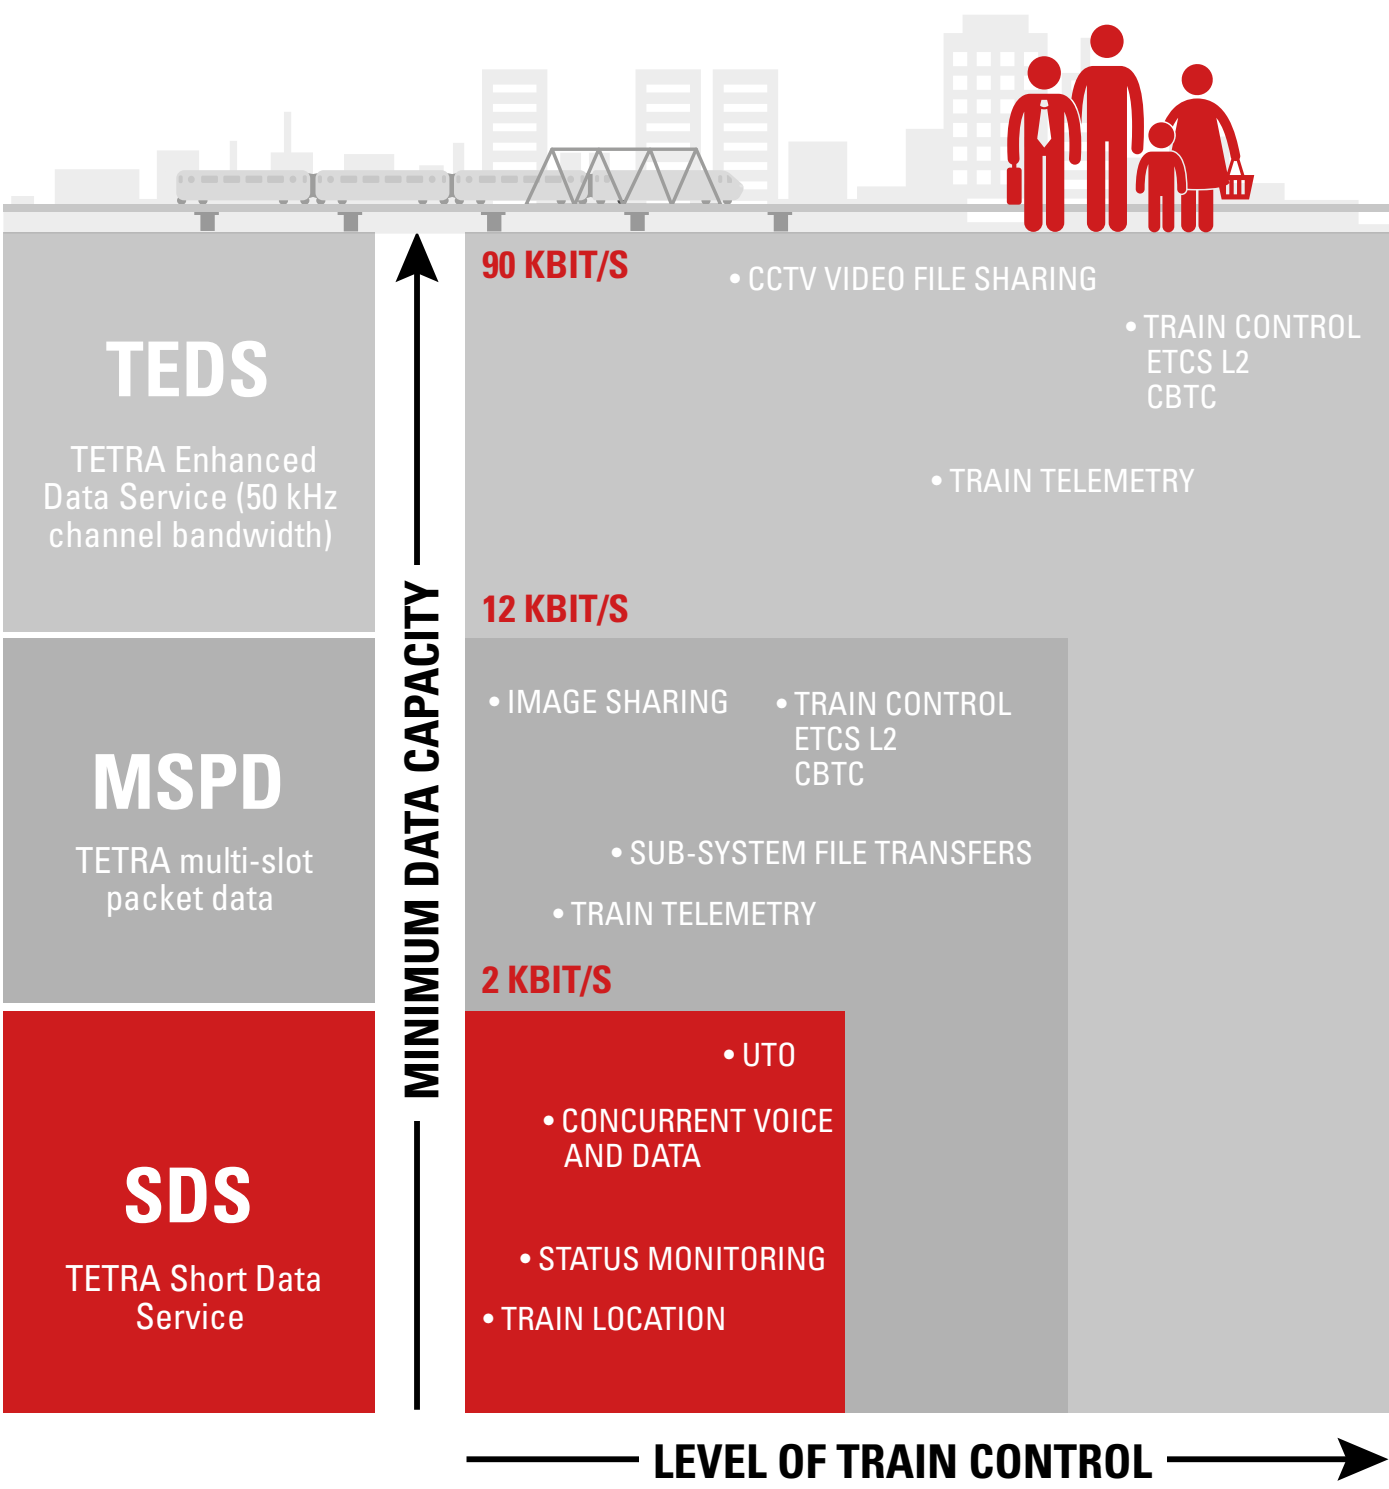 90 KBIT/S
• CCTV VIDEO FILE SHARING
• TRAIN CONTROL
ETCS L2
CBTC
• TRAIN TELEMETRY
TEDS
TETRA Enhanced
Data Service (50 kHz
channel bandwidth)
12 KBIT/S
• IMAGE SHARING
• TRAIN CONTROL
ETCS L2
CBTC
• SUB-SYSTEM FILE TRANSFERS
• TRAIN TELEMETRY
MSPD
TETRA multi-slot
packet data
MINIMUM DATA CAPACITY
2 KBIT/S
• UTO
• CONCURRENT VOICE
AND DATA
• STATUS MONITORING
• TRAIN LOCATION
SDS
TETRA Short Data
Service
LEVEL OF TRAIN CONTROL